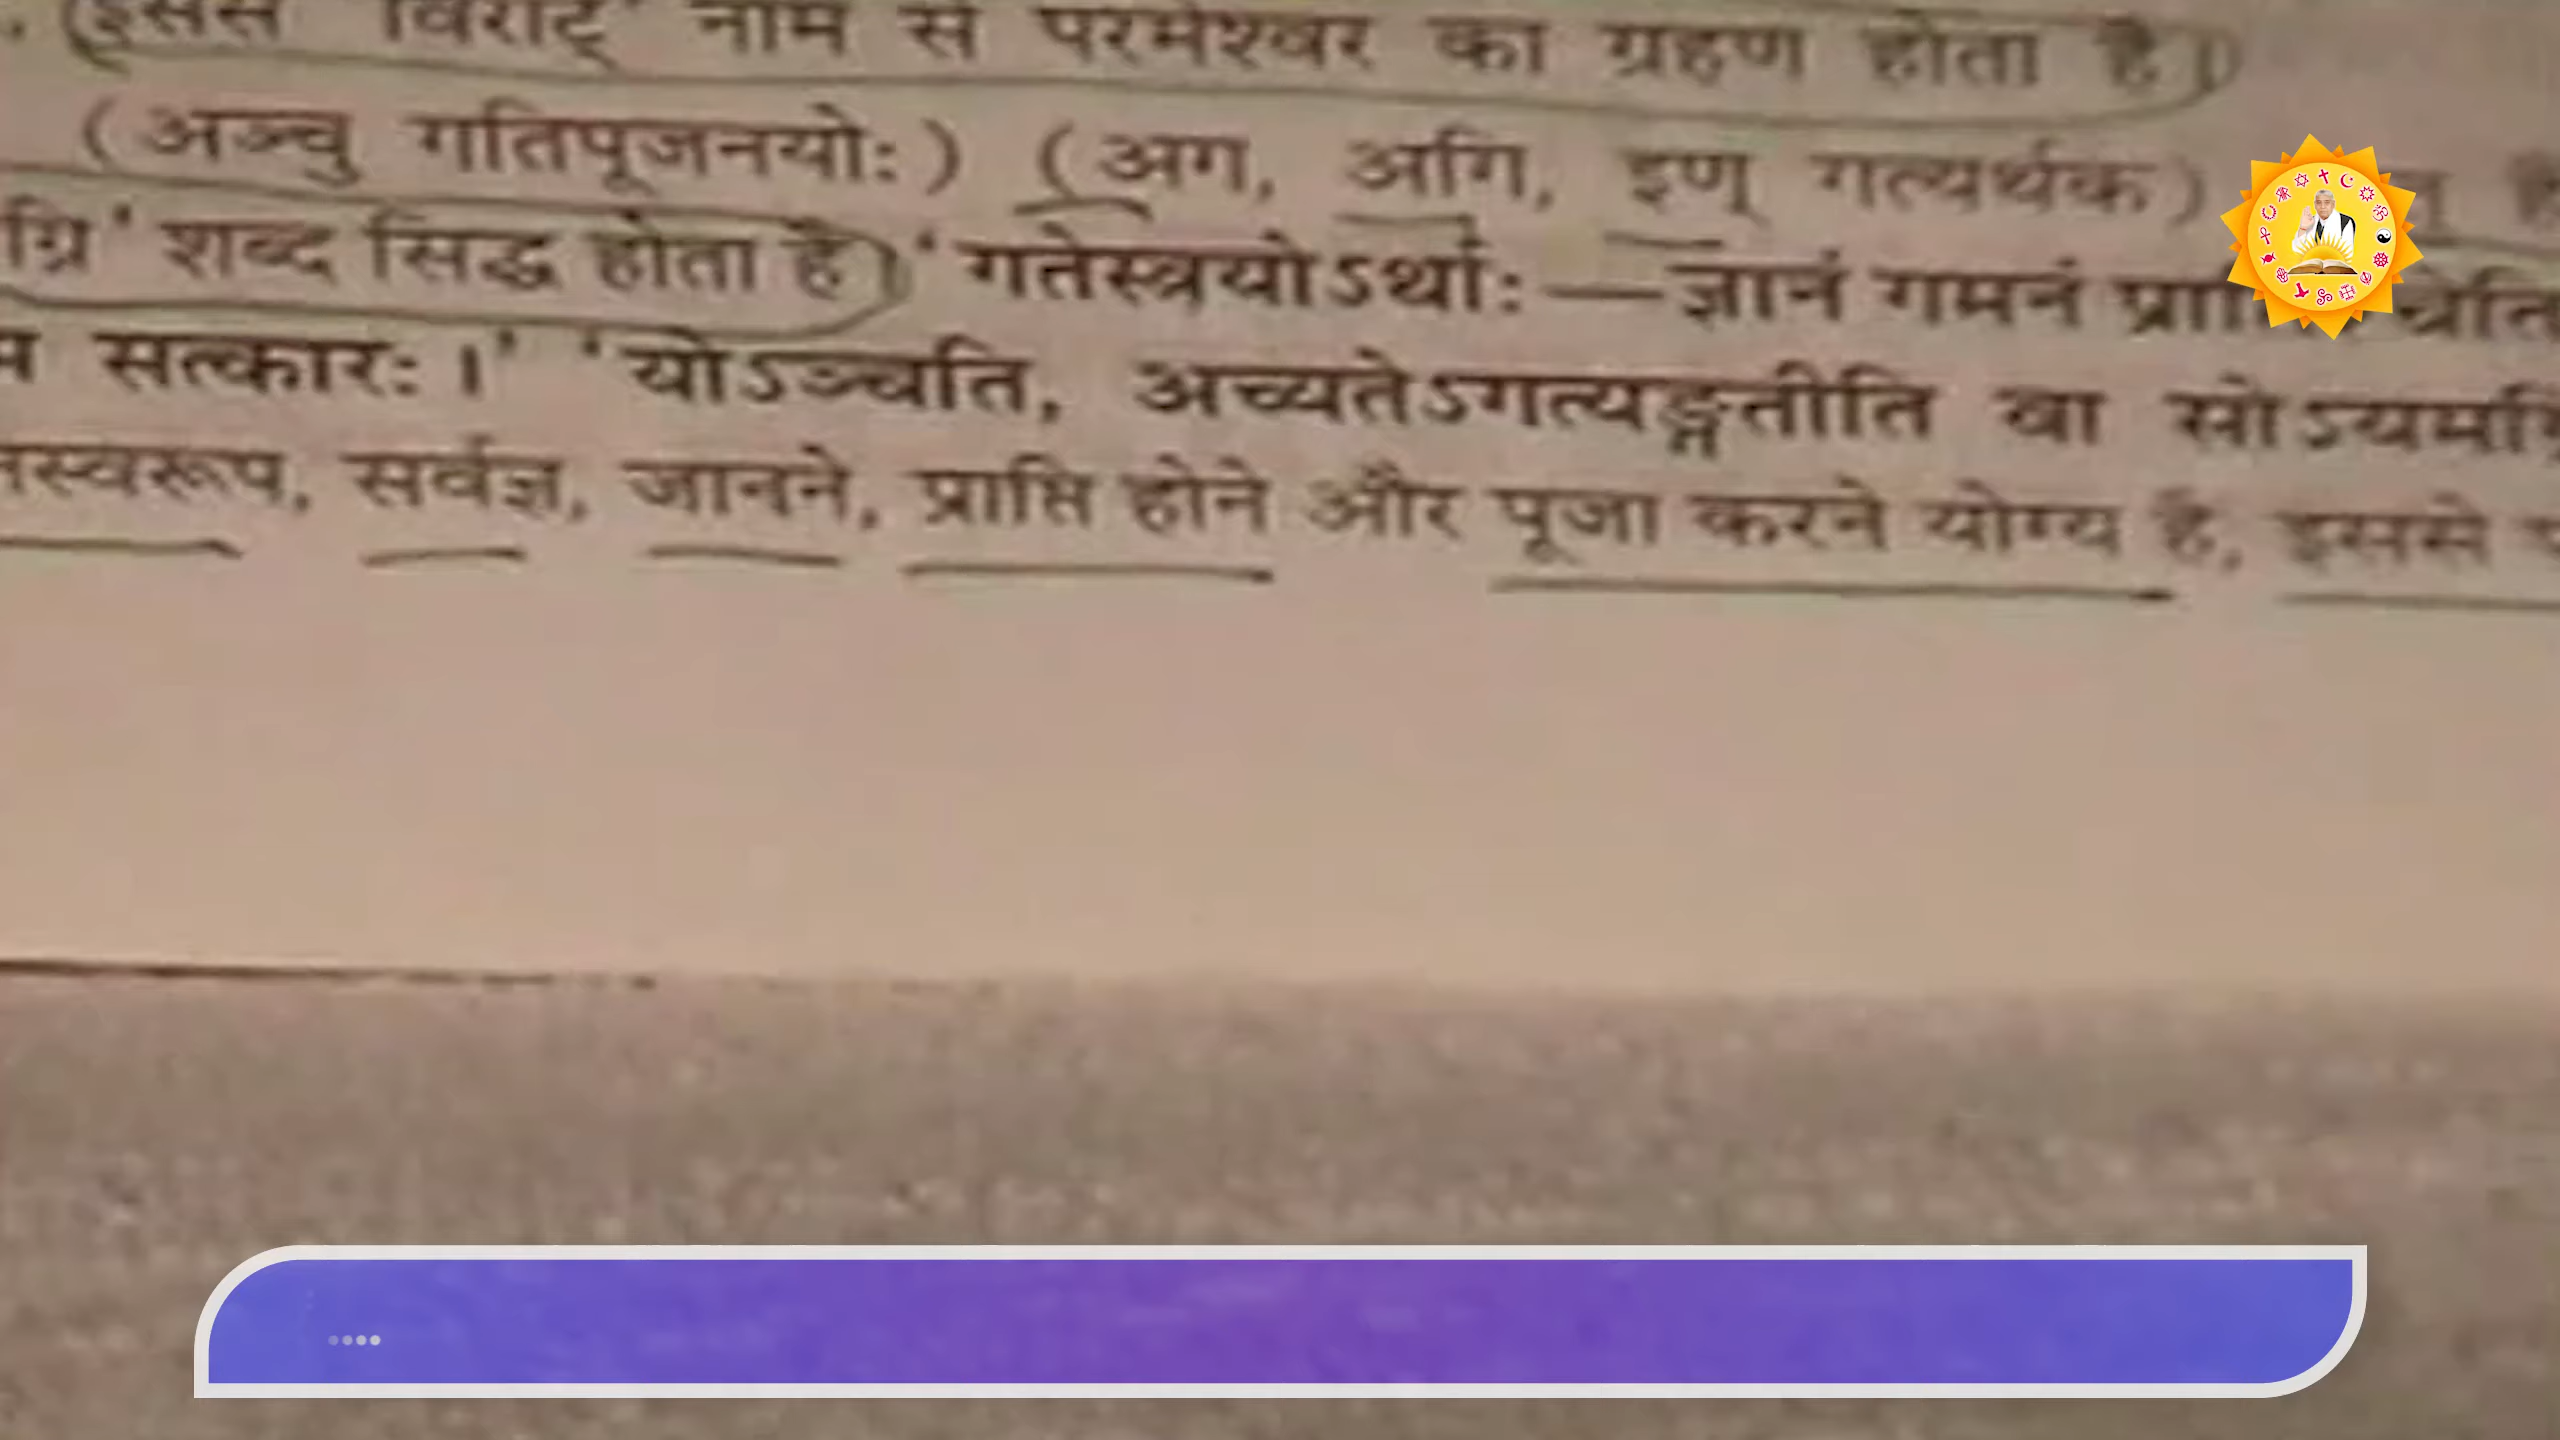 इससे 'विराट्' नाम से परमेश्वर का ग्रहण होता है।
(अञ्चु गतिपूजनयोः) (अग, अगि, इण् गत्यर्थक)
ग्नि' शब्द सिद्ध होता है। 'गतेस्त्रयोऽर्थाः—ज्ञानं गमनं
सत्कारः।' 'योऽञ्चति, अच्यतेऽगत्यङ्गतीति वा सोऽयमग्नि
स्वरूप, सर्वज्ञ, जानने, प्राप्ति होने और पूजा करने योग्य है, इससे